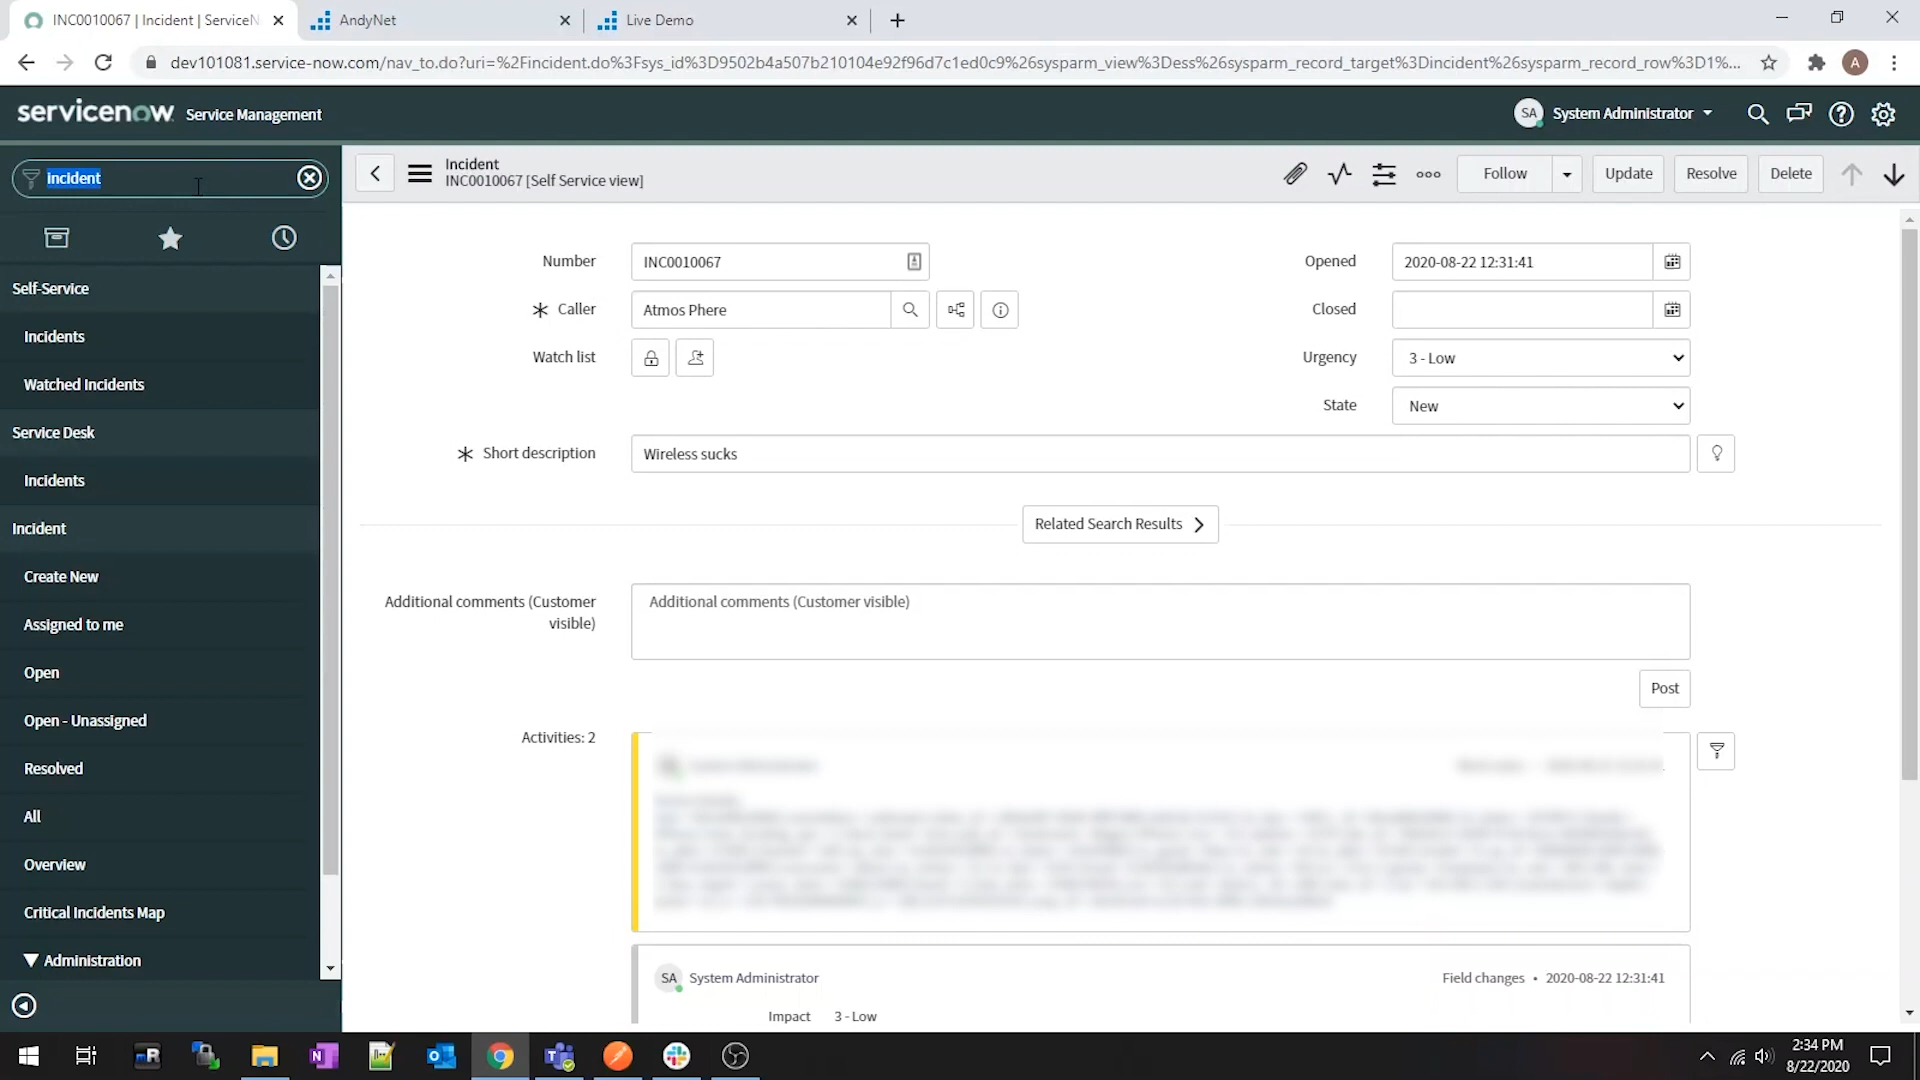 INC0010067 | Incident | ServiceN
AndyNet
Live Demo
dev101081.service-now.com/nav_to.do?uri=%2Fincident.do%3Fsys_id%3D9502b4a507b210104e92f96d7c1ed0c9%26sysparm_view%3Dess%26sysparm_record_target%3Dincident%26sysparm_record_row%3D1%...
A
servicenow Service Management
SA System Administrator
incident
Self-Service
Incidents
Watched Incidents
Service Desk
Incidents
Incident
Create New
Assigned to me
Open
Open - Unassigned
Resolved
All
Overview
Critical Incidents Map
Administration
Incident
INC0010067 [Self Service view]
Follow
Update
Resolve
Delete
Number INC0010067
Opened 2020-08-22 12:31:41
Caller Atmos Phere
Closed
Watch list
Urgency 3 - Low
State New
Short description Wireless sucks
Related Search Results
Additional comments (Customer visible)
Additional comments (Customer visible)
Post
Activities: 2
SA System Administrator
Field changes • 2020-08-22 12:31:41
Impact 3 - Low
2:34 PM
8/22/2020